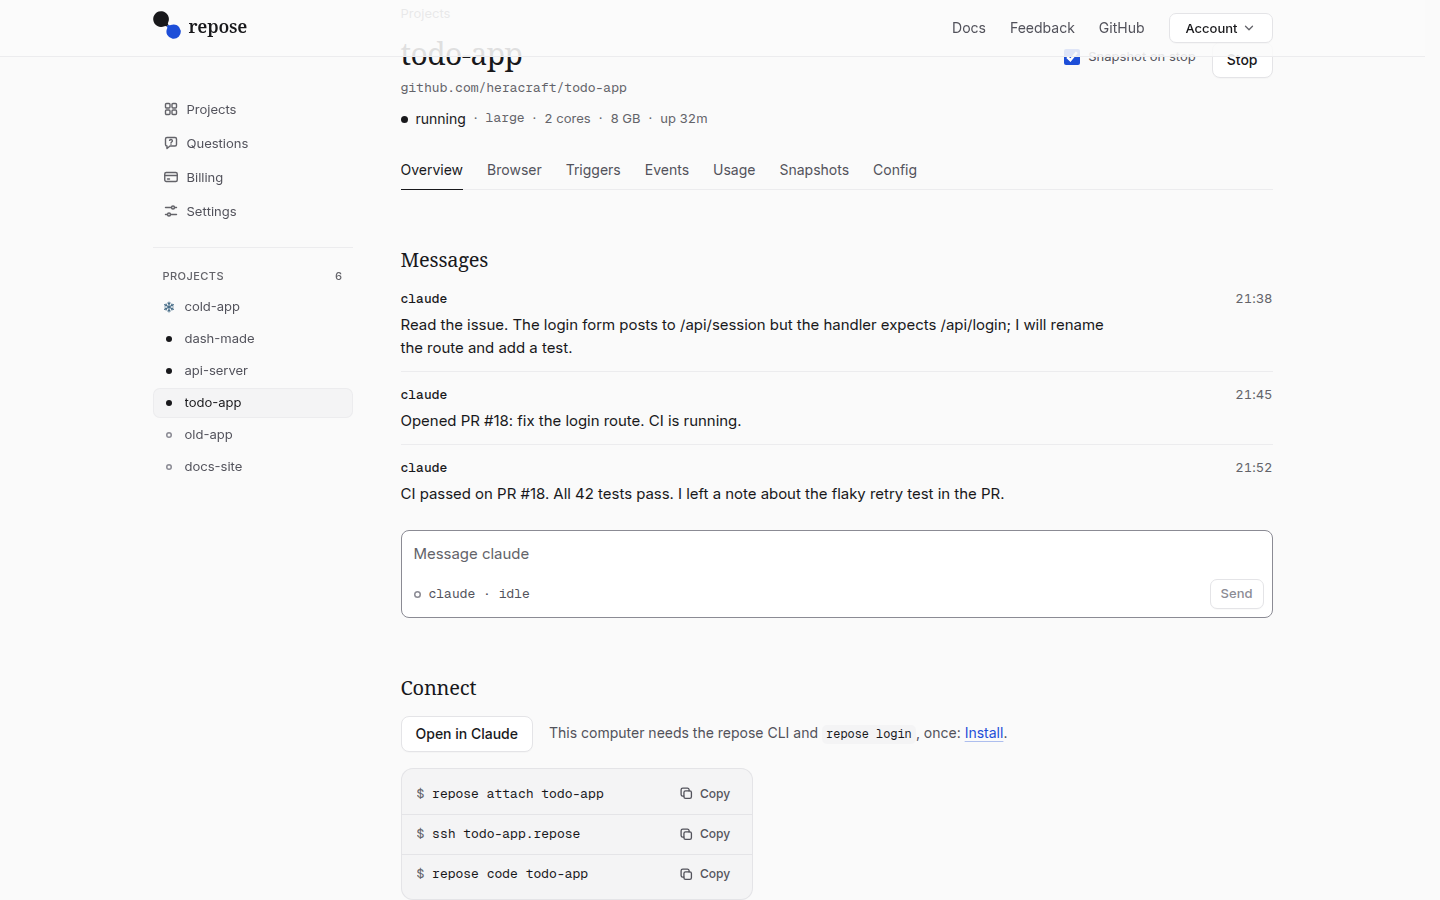 repose
Docs
Feedback
GitHub
Account
Projects
todo-app
Snapshot on stop
Stop
github.com/heracraft/todo-app
running · large · 2 cores · 8 GB · up 32m
Overview
Browser
Triggers
Events
Usage
Snapshots
Config
Projects
Questions
Billing
Settings
PROJECTS 6
cold-app
dash-made
api-server
todo-app
old-app
docs-site
Messages
claude 21:38
Read the issue. The login form posts to /api/session but the handler expects /api/login; I will rename
the route and add a test.
claude 21:45
Opened PR #18: fix the login route. CI is running.
claude 21:52
CI passed on PR #18. All 42 tests pass. I left a note about the flaky retry test in the PR.
Message claude
claude · idle
Send
Connect
Open in Claude
This computer needs the repose CLI and repose login, once: Install.
$ repose attach todo-app Copy
$ ssh todo-app.repose Copy
$ repose code todo-app Copy